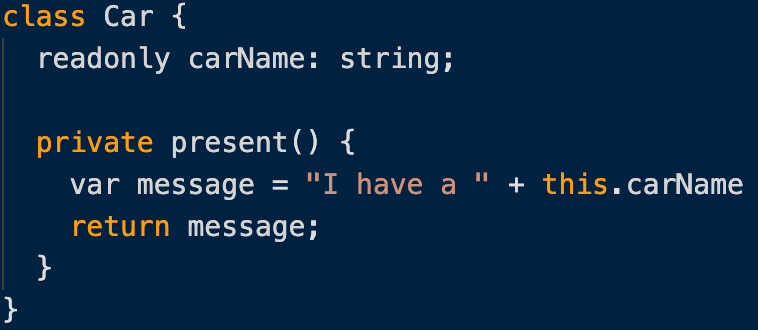 class Car {
  readonly carName: string;

  private present() {
    var message = "I have a " + this.carName
    return message;
  }
}